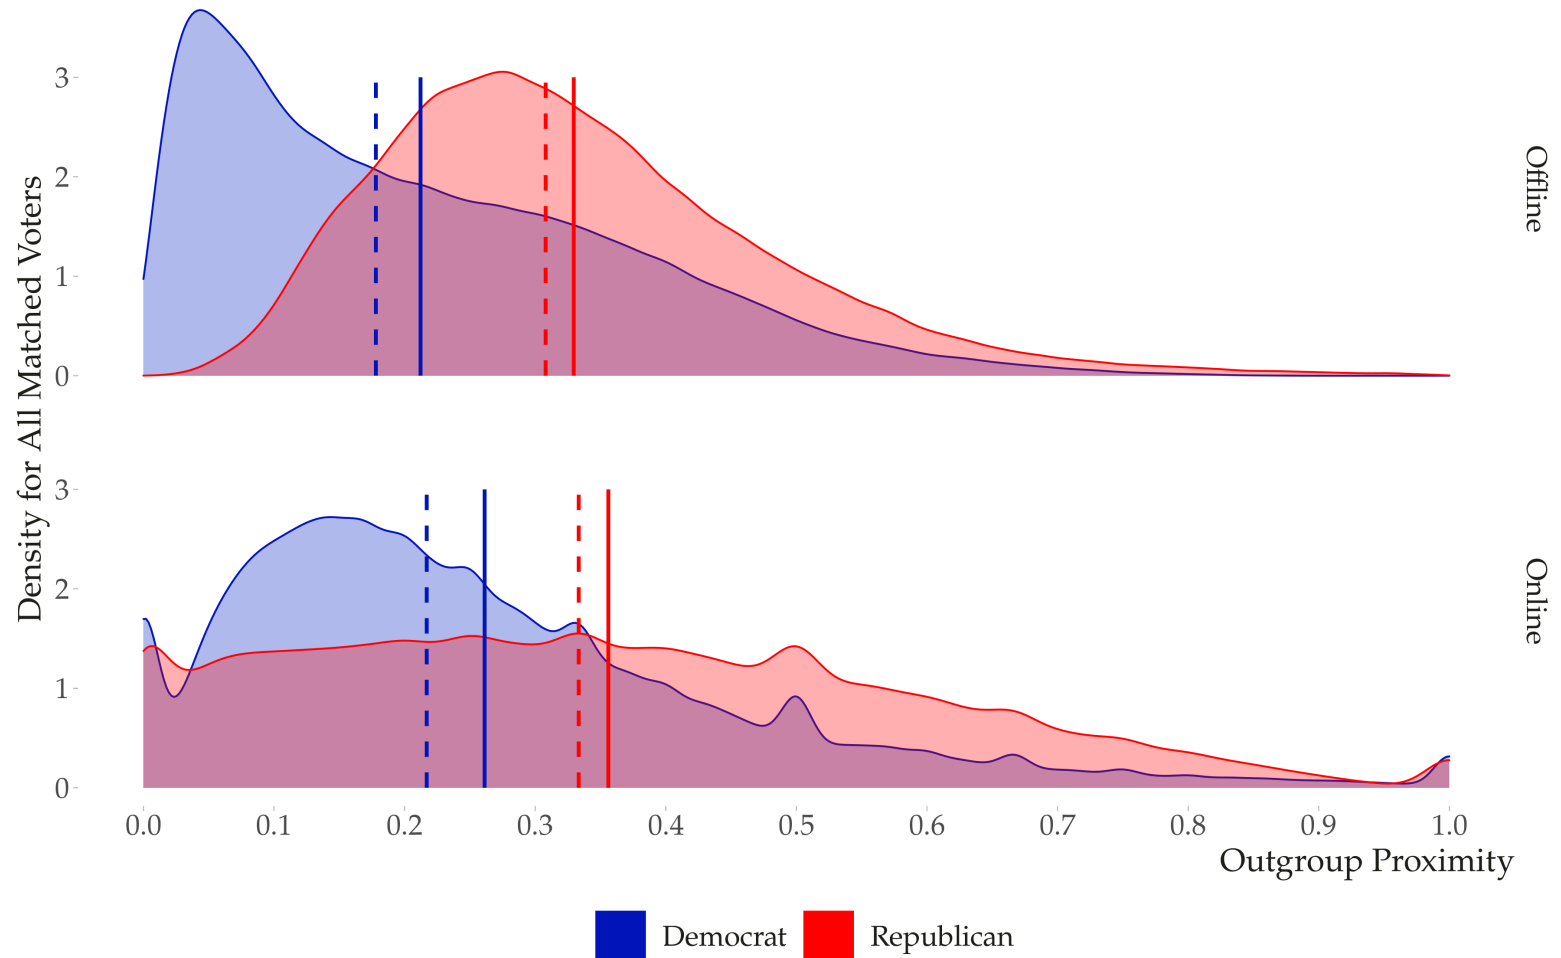 Density for All Matched Voters
3
2
1
0
Offline
3
2
1
0
Online
0.0 0.1 0.2 0.3 0.4 0.5 0.6 0.7 0.8 0.9 1.0
Outgroup Proximity
Democrat Republican